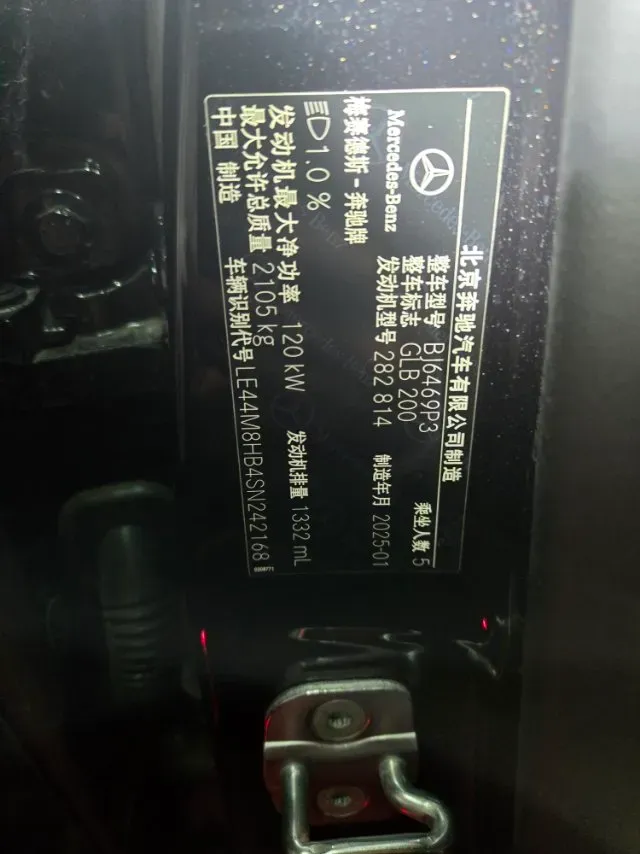 北京奔驰汽车有限公司制造
Mercedes-Benz
梅赛德斯-奔驰牌
整车型号 BJ6469P3 乘坐人数 5
整车标志 GLB 200
发动机型号 282 814 制造年月 2025-01
1.0 %
发动机最大净功率 120 kW 发动机排量 1332 mL
最大允许总质量 2105 kg
中国 制造 车辆识别代号 LE44M8HB4SN242168